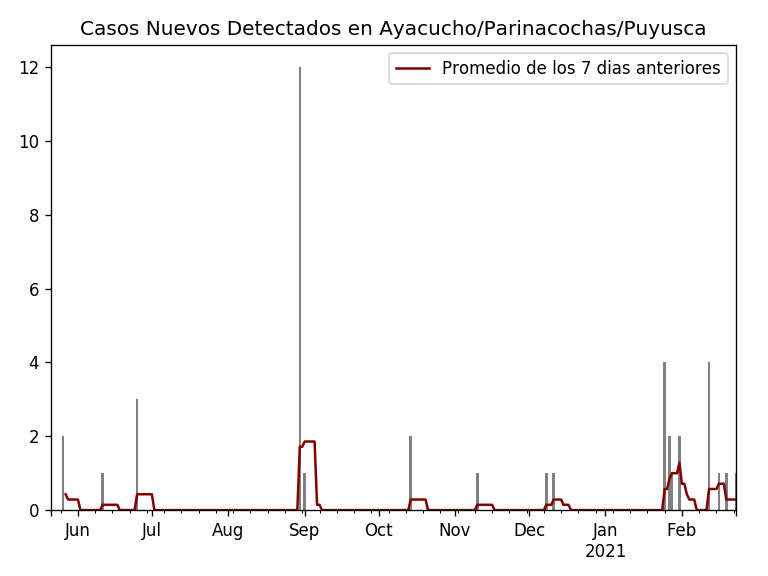 Casos Nuevos Detectados en Ayacucho/Parinacochas/Puyusca
Promedio de los 7 dias anteriores
12
10
8
6
4
2
0
Jun Jul Aug Sep Oct Nov Dec Jan Feb
2021